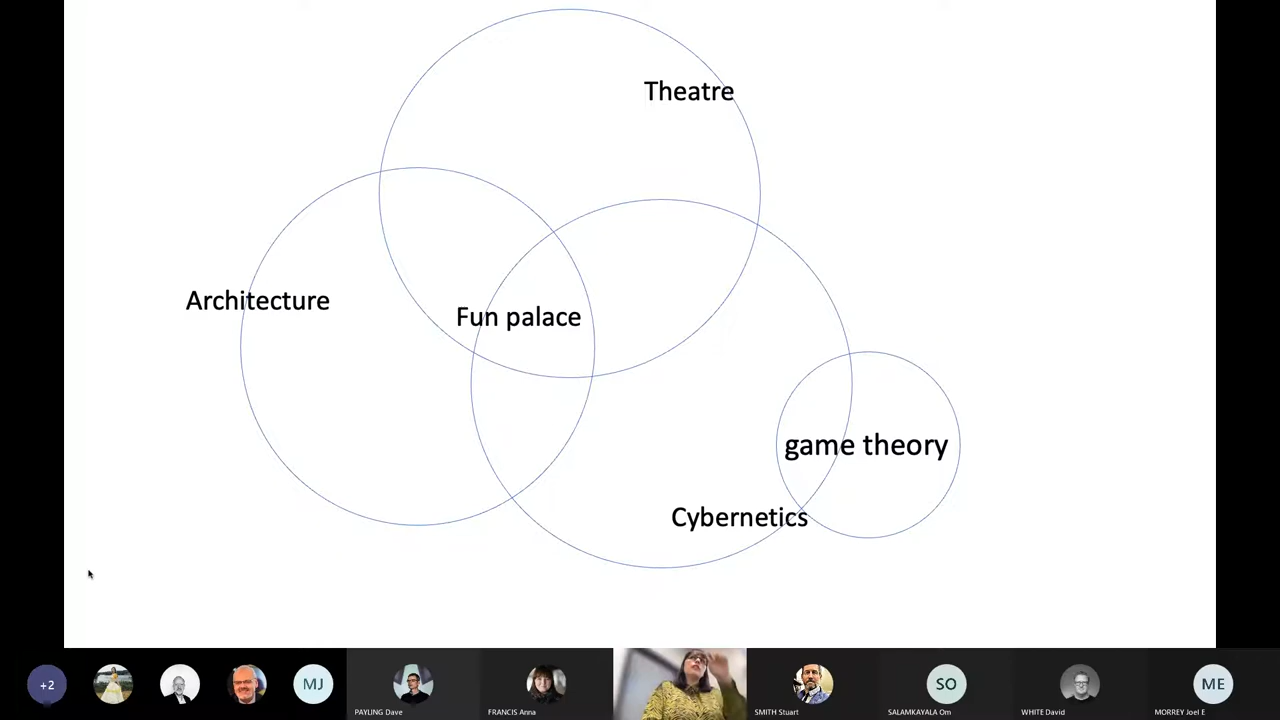 Theatre
Architecture
Fun palace
game theory
Cybernetics
+2
MJ
PAYLING Dave
FRANCIS Anna
SMITH Stuart
SO
SALAMKAYALA Om
WHITE David
ME
MORREY Joel E